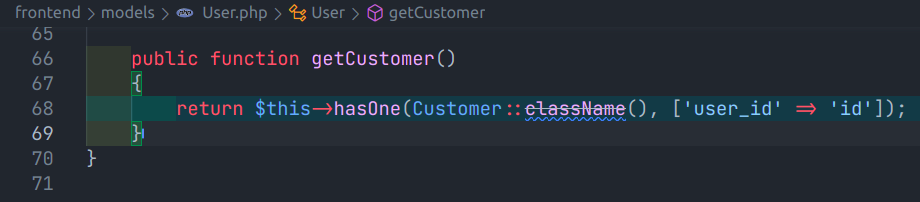 frontend > models > User.php > User > getCustomer
65
66 public function getCustomer()
67 {
68 return $this->hasOne(Customer::className(), ['user_id' => 'id']);
69 }
70 }
71